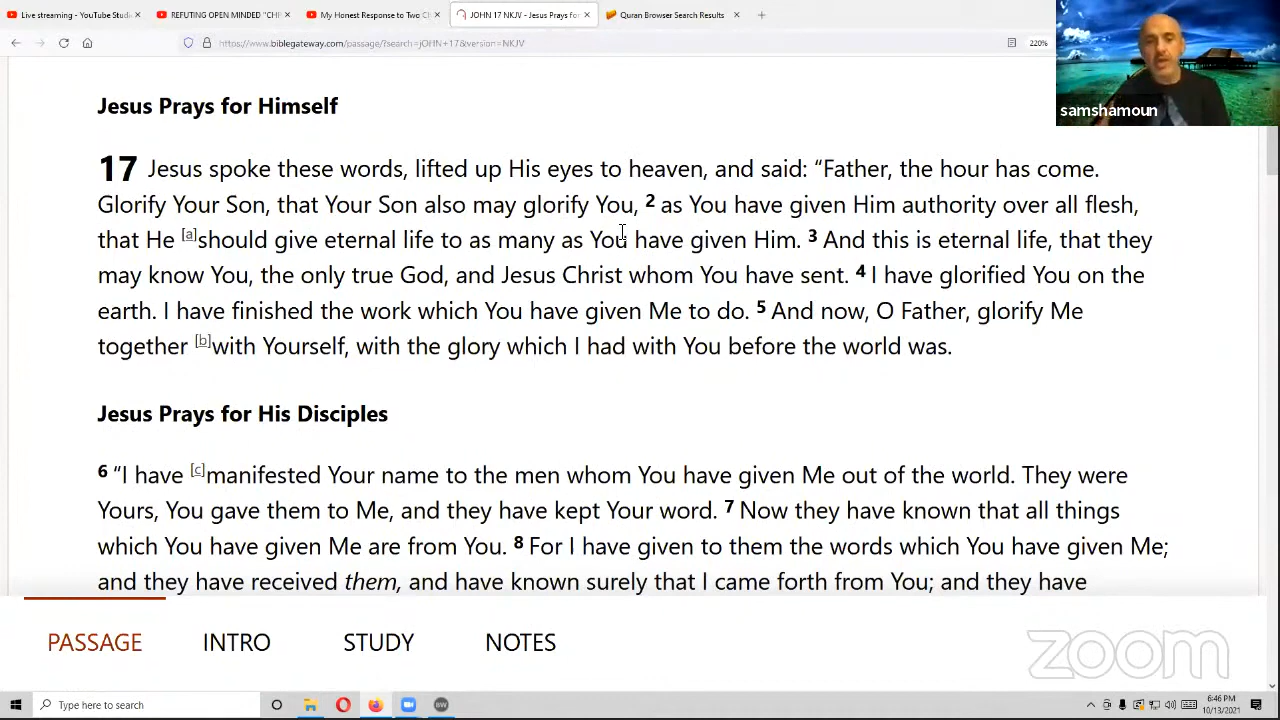 Live streaming - YouTube Studi
REFUTING OPEN MINDED "CHR
My Honest Response to Two Ch
JOHN 17 NKJV - Jesus Prays for
Quran Browser Search Results
220%
samshamoun
Jesus Prays for Himself
17 Jesus spoke these words, lifted up His eyes to heaven, and said: “Father, the hour has come.
Glorify Your Son, that Your Son also may glorify You, 2 as You have given Him authority over all flesh,
that He [a]should give eternal life to as many as You have given Him. 3 And this is eternal life, that they
may know You, the only true God, and Jesus Christ whom You have sent. 4 I have glorified You on the
earth. I have finished the work which You have given Me to do. 5 And now, O Father, glorify Me
together [b]with Yourself, with the glory which I had with You before the world was.
Jesus Prays for His Disciples
6 “I have [c]manifested Your name to the men whom You have given Me out of the world. They were
Yours, You gave them to Me, and they have kept Your word. 7 Now they have known that all things
which You have given Me are from You. 8 For I have given to them the words which You have given Me;
and they have received them, and have known surely that I came forth from You; and they have
PASSAGE INTRO STUDY NOTES
zoom
Type here to search
BW
6:46 PM
10/13/2021